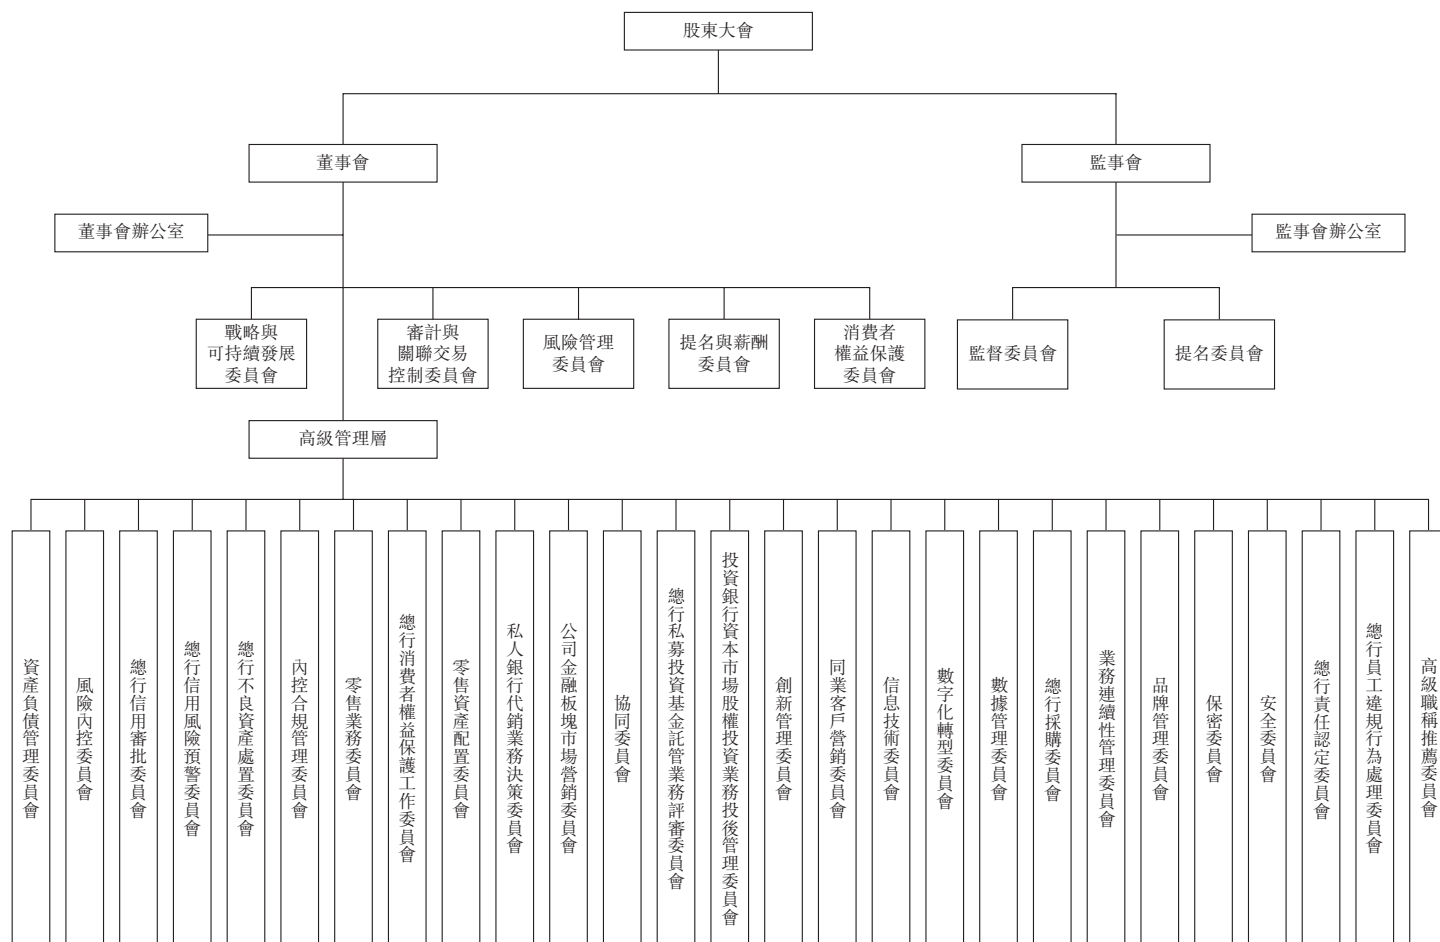 股東大會
董事會
監事會
董事會辦公室
監事會辦公室
戰略與
可持續發展
委員會
審計與
關聯交易
控制委員會
風險管理
委員會
提名與薪酬
委員會
消費者
權益保護
委員會
監督委員會
提名委員會
高級管理層
資產負債管理委員會
風險內控委員會
總行信用審批委員會
總行信用風險預警委員會
總行不良資產處置委員會
內控合規管理委員會
零售業務委員會
總行消費者權益保護工作委員會
零售資產配置委員會
私人銀行代銷業務決策委員會
公司金融板塊市場營銷委員會
協同委員會
總行私募投資基金託管業務評審委員會
投資銀行資本市場股權投資業務投後管理委員會
創新管理委員會
同業客戶營銷委員會
信息技術委員會
數字化轉型委員會
數據管理委員會
總行採購委員會
業務連續性管理委員會
品牌管理委員會
保密委員會
安全委員會
總行責任認定委員會
總行員工違規行為處理委員會
高級職稱推薦委員會